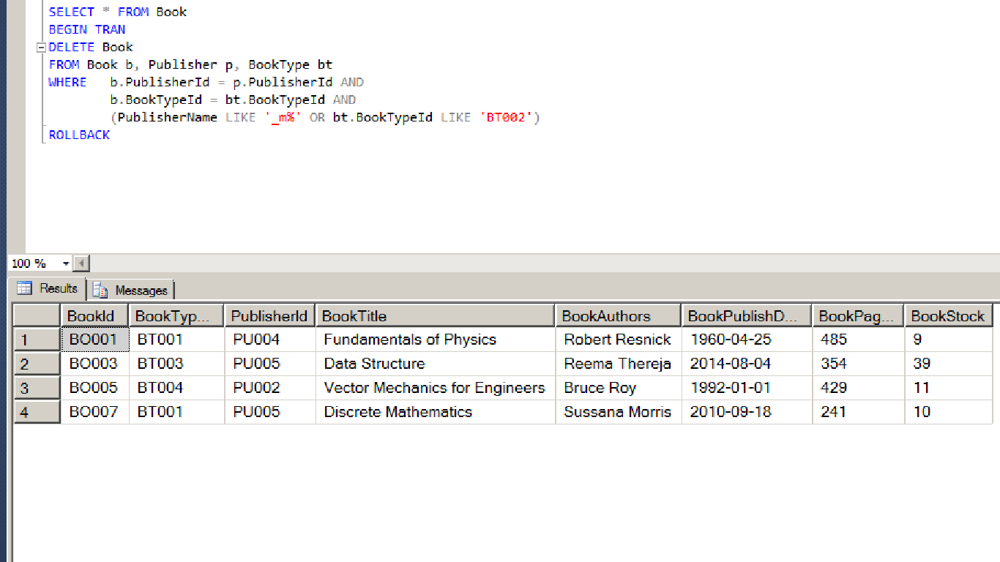 SELECT * FROM Book
BEGIN TRAN
DELETE Book
FROM Book b, Publisher p, BookType bt
WHERE b.PublisherId = p.PublisherId AND
b.BookTypeId = bt.BookTypeId AND
(PublisherName LIKE '_m%' OR bt.BookTypeId LIKE 'BT002')
ROLLBACK
100 %
Results Messages
BookId BookTyp... PublisherId BookTitle BookAuthors BookPublishD... BookPag... BookStock
1 BO001 BT001 PU004 Fundamentals of Physics Robert Resnick 1960-04-25 485 9
2 BO003 BT003 PU005 Data Structure Reema Thereja 2014-08-04 354 39
3 BO005 BT004 PU002 Vector Mechanics for Engineers Bruce Roy 1992-01-01 429 11
4 BO007 BT001 PU005 Discrete Mathematics Sussana Morris 2010-09-18 241 10